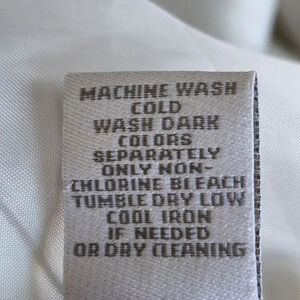 MACHINE WASH
COLD
WASH DARK
COLORS
SEPARATELY
ONLY NON-
CHLORINE BLEACH
TUMBLE DRY LOW
COOL IRON
IF NEEDED
OR DRY CLEANING